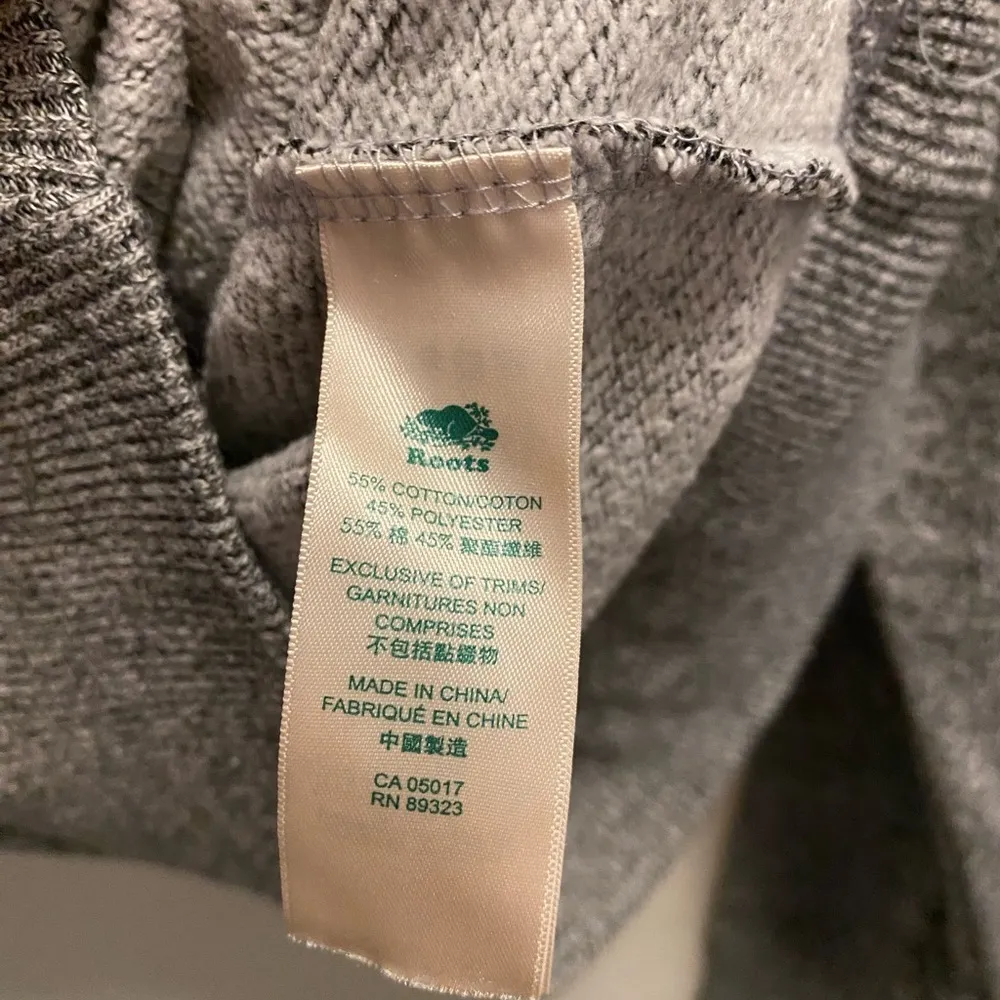 Roots
55% COTTON/COTON
45% POLYESTER
55% 棉 45% 聚酯纖維
EXCLUSIVE OF TRIMS/
GARNITURES NON
COMPRISES
不包括點綴物
MADE IN CHINA/
FABRIQUÉ EN CHINE
中國製造
CA 05017
RN 89323